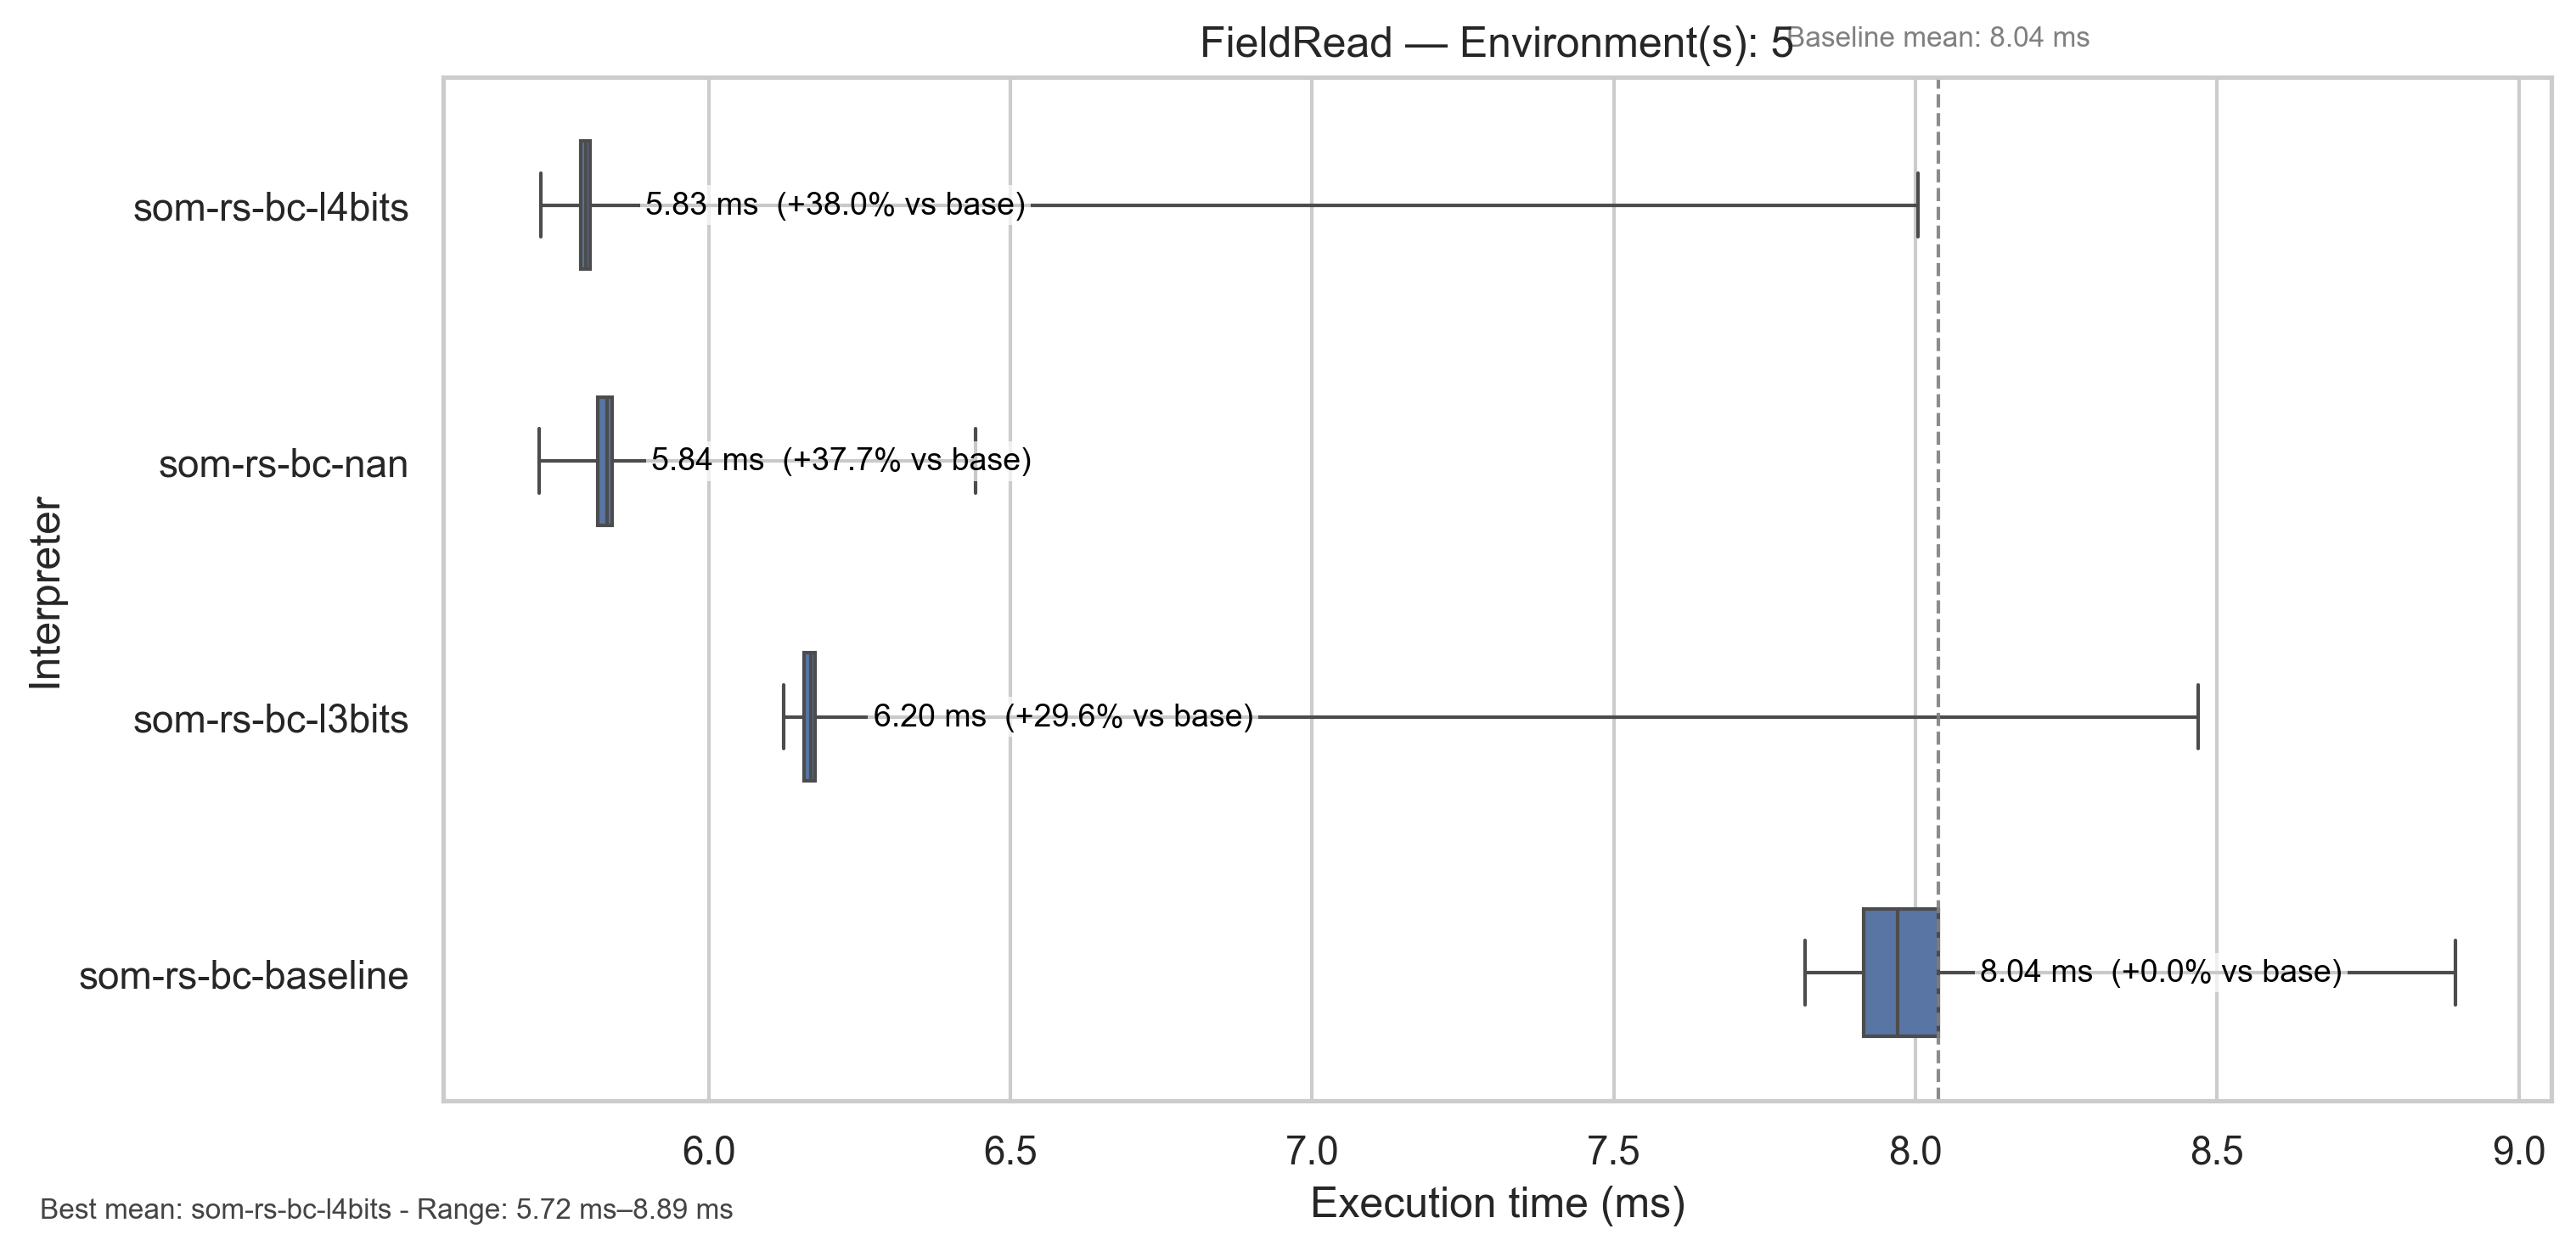 FieldRead — Environment(s): 5
Baseline mean: 8.04 ms
Interpreter
som-rs-bc-l4bits
5.83 ms (+38.0% vs base)
som-rs-bc-nan
5.84 ms (+37.7% vs base)
som-rs-bc-l3bits
6.20 ms (+29.6% vs base)
som-rs-bc-baseline
8.04 ms (+0.0% vs base)
6.0 6.5 7.0 7.5 8.0 8.5 9.0
Execution time (ms)
Best mean: som-rs-bc-l4bits - Range: 5.72 ms–8.89 ms